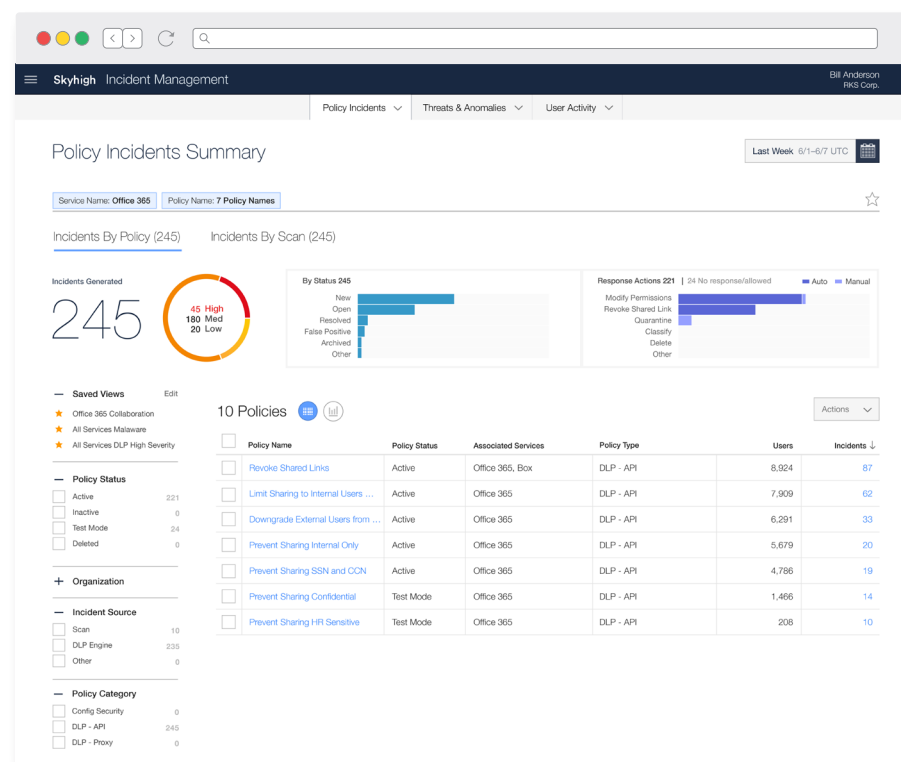 Skyhigh Incident Management
Bill Anderson
RKS Corp.
Policy Incidents
Threats & Anomalies
User Activity
Policy Incidents Summary
Last Week 6/1–6/7 UTC
Service Name: Office 365
Policy Name: 7 Policy Names
Incidents By Policy (245)
Incidents By Scan (245)
Incidents Generated
245
45 High
180 Med
20 Low
By Status 245
New
Open
Resolved
False Positive
Archived
Other
Response Actions 221 | 24 No response/allowed
Auto
Manual
Modify Permissions
Revoke Shared Link
Quarantine
Classify
Delete
Other
Saved Views Edit
Office 365 Collaboration
All Services Malaware
All Services DLP High Severity
Policy Status
Active 221
Inactive 0
Test Mode 24
Deleted 0
Organization
Incident Source
Scan 10
DLP Engine 235
Other 0
Policy Category
Config Security 0
DLP - API 245
DLP - Proxy 0
10 Policies
Actions
Policy Name Policy Status Associated Services Policy Type Users Incidents
Revoke Shared Links Active Office 365, Box DLP - API 8,924 87
Limit Sharing to Internal Users ... Active Office 365 DLP - API 7,909 62
Downgrade External Users from ... Active Office 365 DLP - API 6,291 33
Prevent Sharing Internal Only Active Office 365 DLP - API 5,679 20
Prevent Sharing SSN and CCN Active Office 365 DLP - API 4,786 19
Prevent Sharing Confidential Test Mode Office 365 DLP - API 1,466 14
Prevent Sharing HR Sensitive Test Mode Office 365 DLP - API 208 10